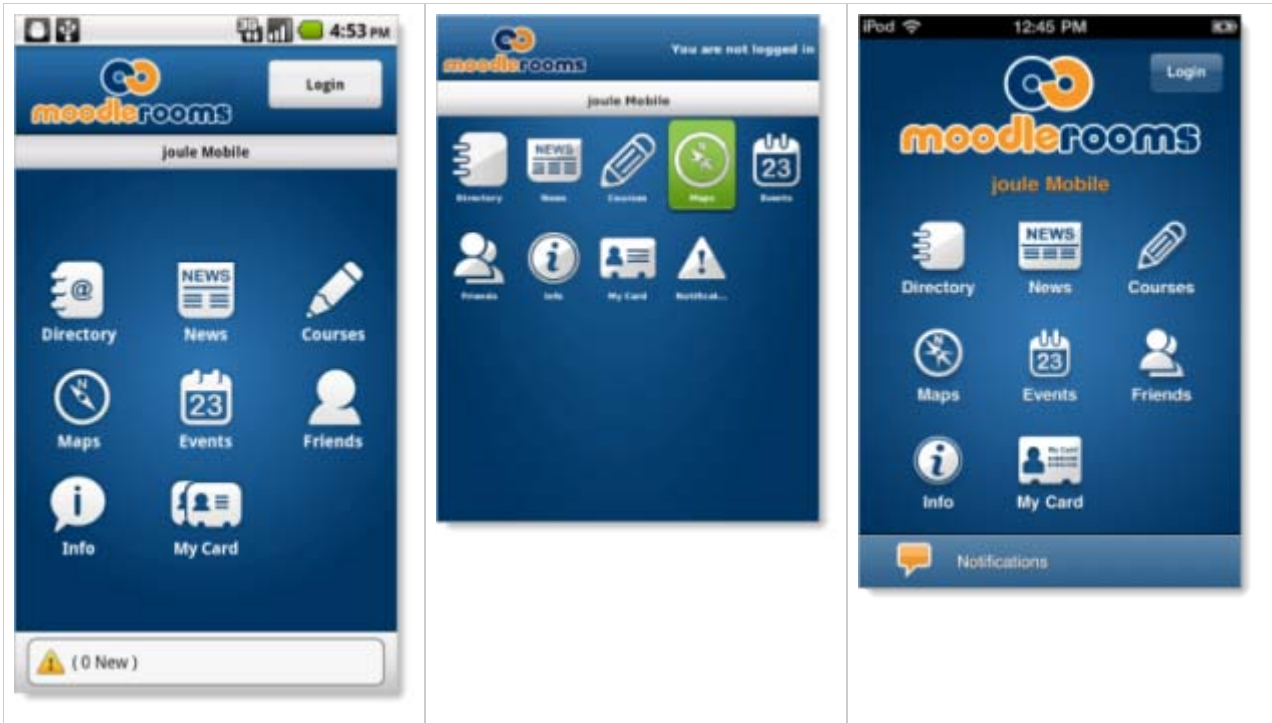 4:53 PM
moodlerooms
Login
joule Mobile
@
NEWS
Directory News Courses
N
23
Maps Events Friends
i
Info My Card
( 0 New )
moodlerooms
You are not logged in
joule Mobile
NEWS
23
Directory News Courses Maps Events
i
Friends Info My Card Notificat...
iPod 12:45 PM
Login
moodlerooms
joule Mobile
NEWS
Directory News Courses
N
23
Maps Events Friends
i
My Card
Info My Card
Notifications